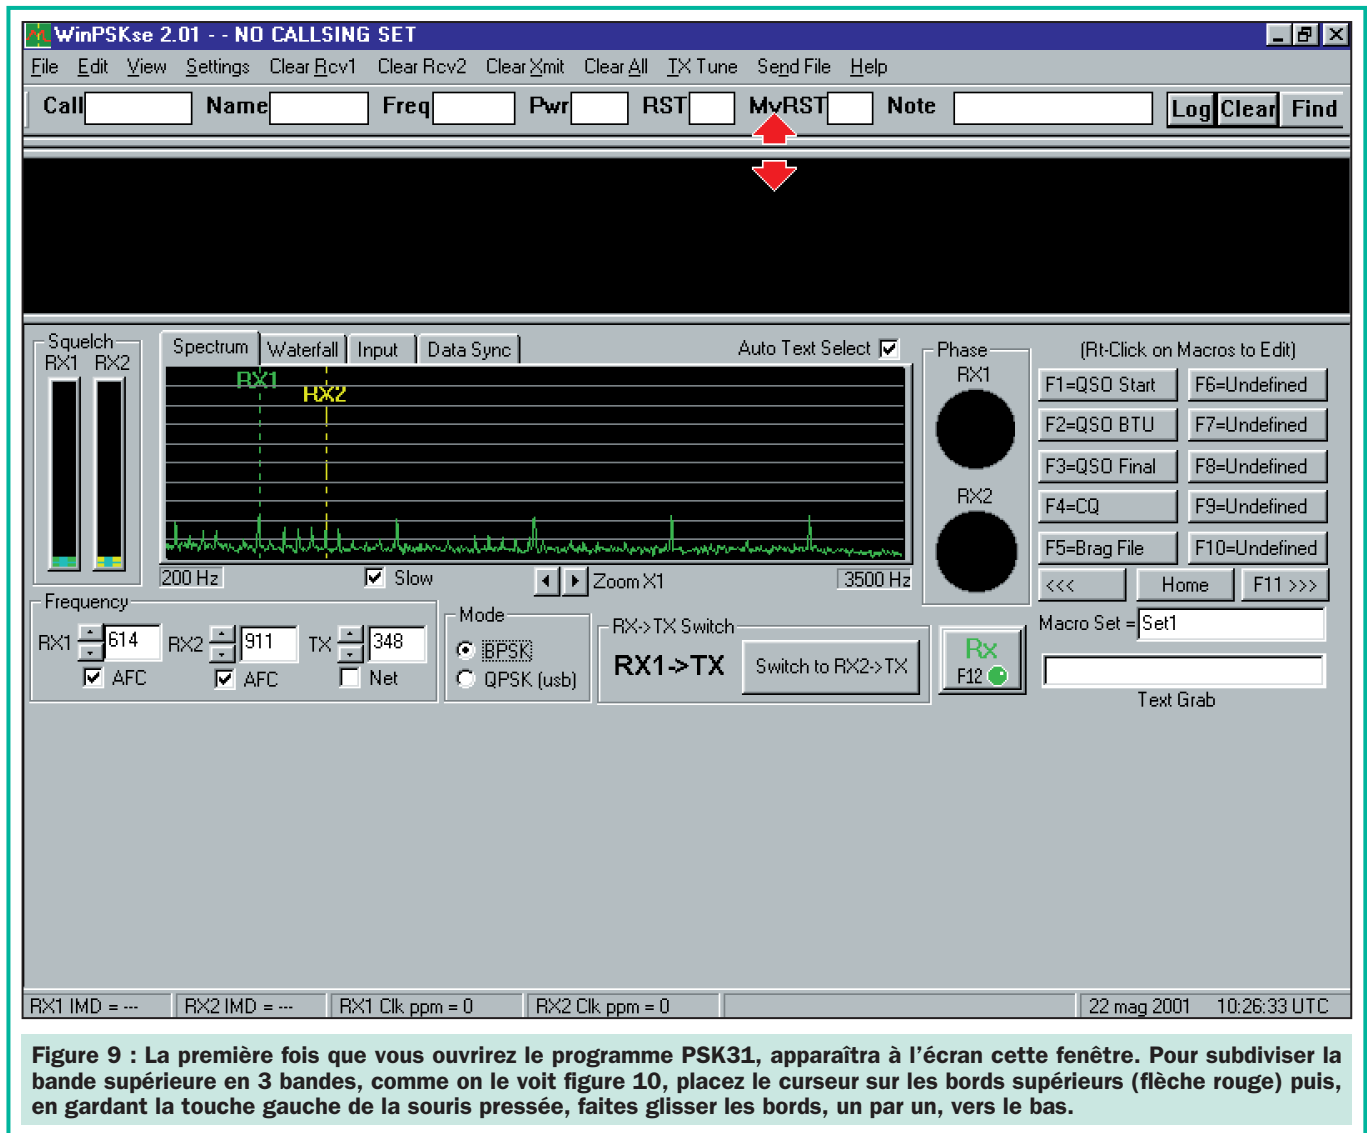 WinPSKse 2.01 - - NO CALLSING SET
File Edit View Settings Clear Rcv1 Clear Rcv2 Clear Xmit Clear All TX Tune Send File Help
Call Name Freq Pwr RST MyRST Note Log Clear Find
Squelch
RX1 RX2
Spectrum Waterfall Input Data Sync Auto Text Select
RX1
RX2
200 Hz Slow Zoom X1 3500 Hz
Phase
RX1
RX2
(Rt-Click on Macros to Edit)
F1=QSO Start F6=Undefined
F2=QSO BTU F7=Undefined
F3=QSO Final F8=Undefined
F4=CQ F9=Undefined
F5=Brag File F10=Undefined
<<< Home F11 >>>
Macro Set = Set1
Text Grab
Frequency
RX1 614 RX2 911 TX 348
AFC AFC Net
Mode
BPSK
QPSK (usb)
RX->TX Switch
RX1->TX Switch to RX2->TX
Rx
F12
RX1 IMD = --- RX2 IMD = --- RX1 Clk ppm = 0 RX2 Clk ppm = 0 22 mag 2001 10:26:33 UTC
Figure 9 : La première fois que vous ouvrirez le programme PSK31, apparaîtra à l'écran cette fenêtre. Pour subdiviser la
bande supérieure en 3 bandes, comme on le voit figure 10, placez le curseur sur les bords supérieurs (flèche rouge) puis,
en gardant la touche gauche de la souris pressée, faites glisser les bords, un par un, vers le bas.